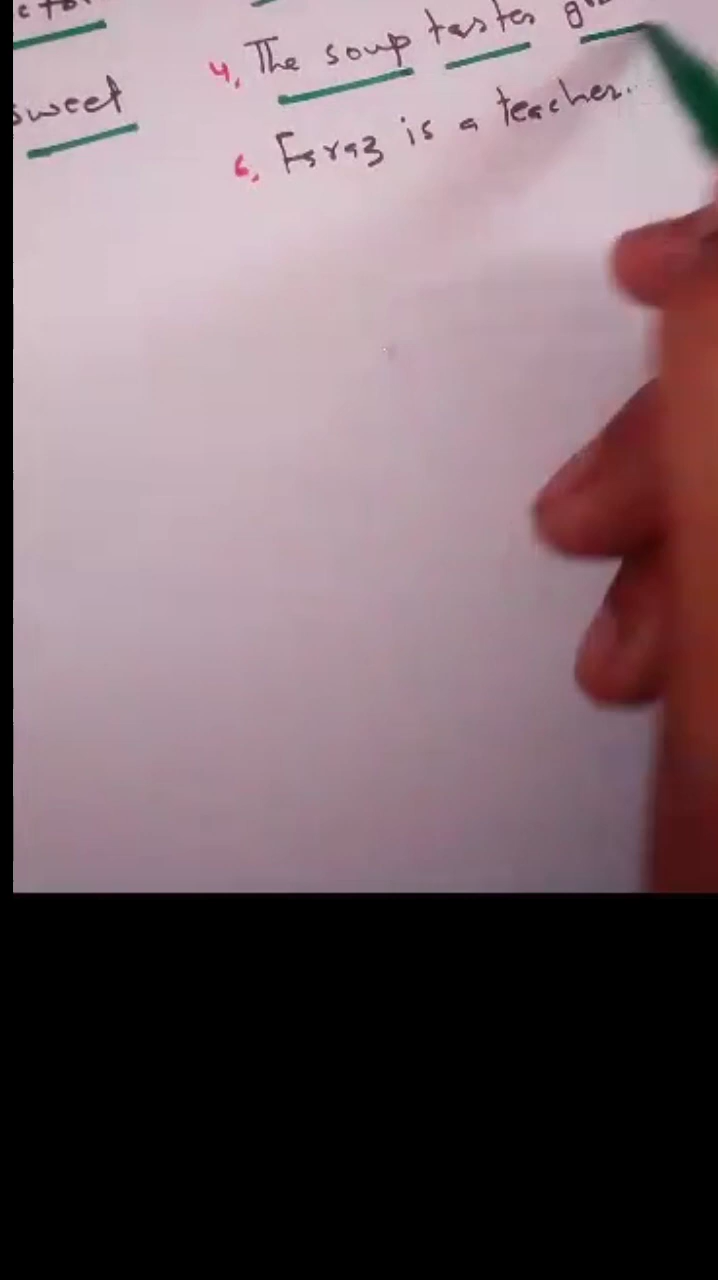 sweet
4. The soup tastes
6. Faraz is a teacher.